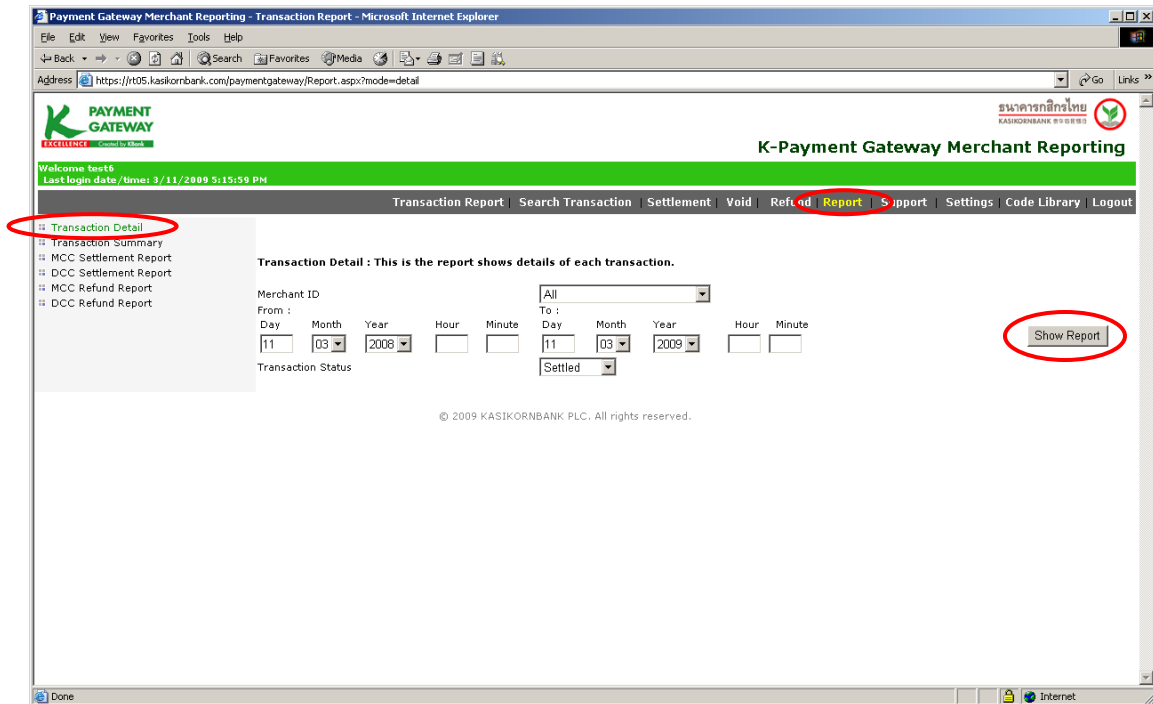 Payment Gateway Merchant Reporting - Transaction Report - Microsoft Internet Explorer
File Edit View Favorites Tools Help
Back Search Favorites Media
Address https://rt05.kasikornbank.com/paymentgateway/Report.aspx?mode=detail Go Links »
K PAYMENT GATEWAY
EXCELLENCE Created by KBank
ธนาคารกสิกรไทย
KASIKORNBANK
K-Payment Gateway Merchant Reporting
Welcome test6
Last login date/time: 3/11/2009 5:15:59 PM
Transaction Report | Search Transaction | Settlement | Void | Refund | Report | Support | Settings | Code Library | Logout
Transaction Detail
Transaction Summary
MCC Settlement Report
DCC Settlement Report
MCC Refund Report
DCC Refund Report
Transaction Detail : This is the report shows details of each transaction.
Merchant ID All
From : To :
Day Month Year Hour Minute Day Month Year Hour Minute
11 03 2008 11 03 2009
Show Report
Transaction Status Settled
© 2009 KASIKORNBANK PLC. All rights reserved.
Done Internet